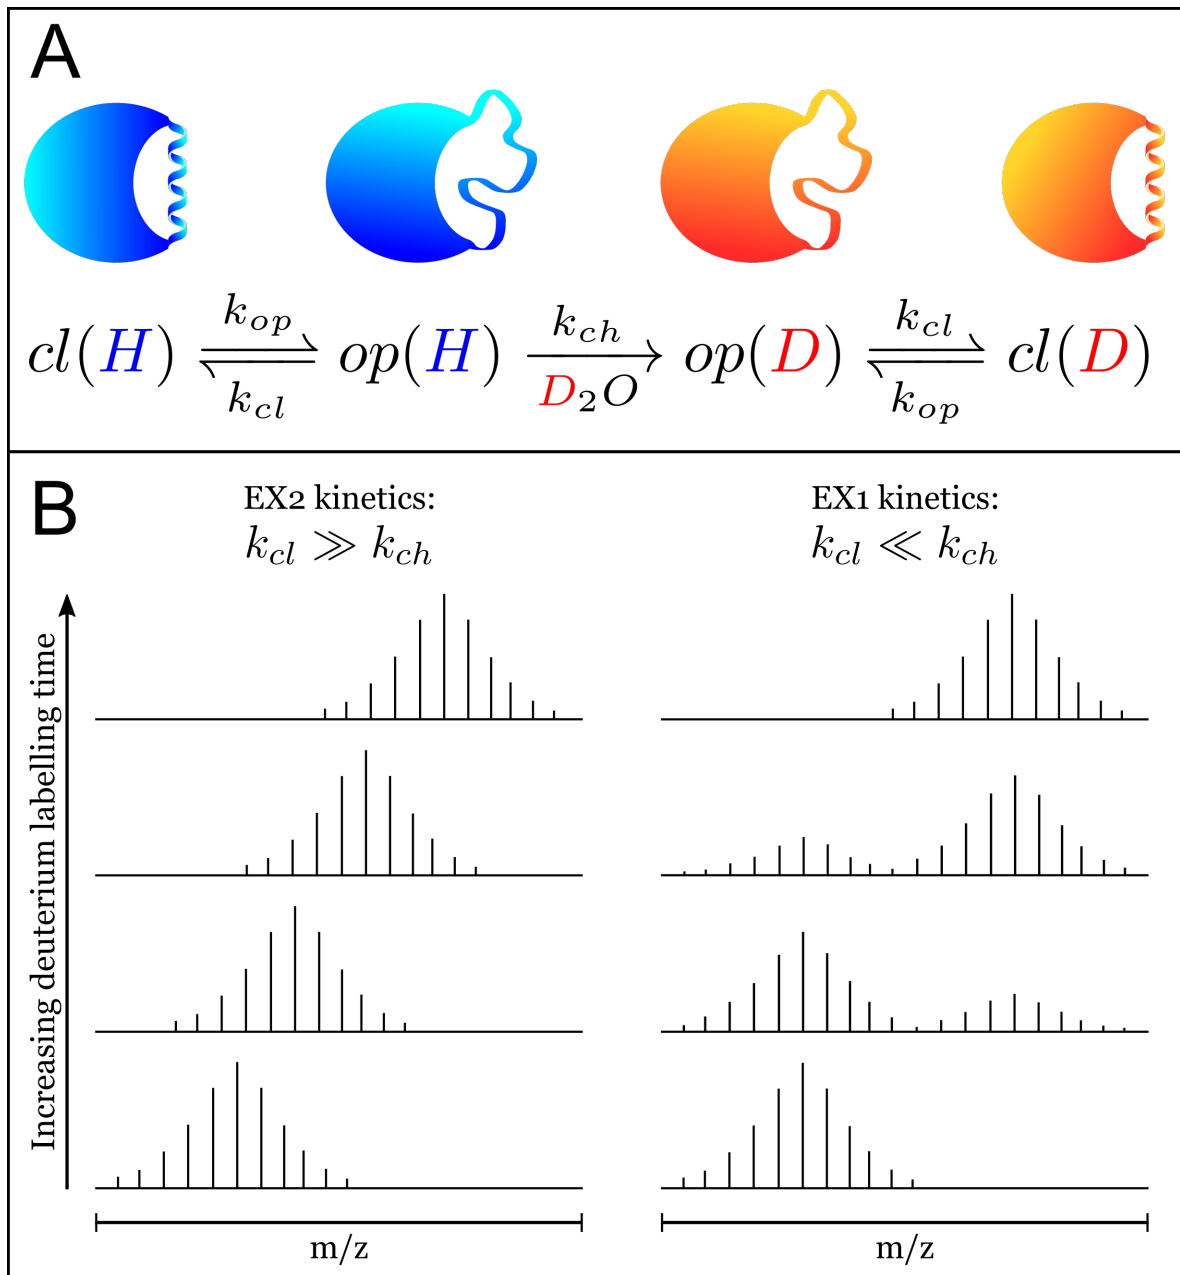 A
cl(H) k_op k_cl op(H) k_ch D₂O op(D) k_cl k_op cl(D)
B
EX2 kinetics:
k_cl ≫ k_ch
EX1 kinetics:
k_cl ≪ k_ch
Increasing deuterium labelling time
m/z
m/z